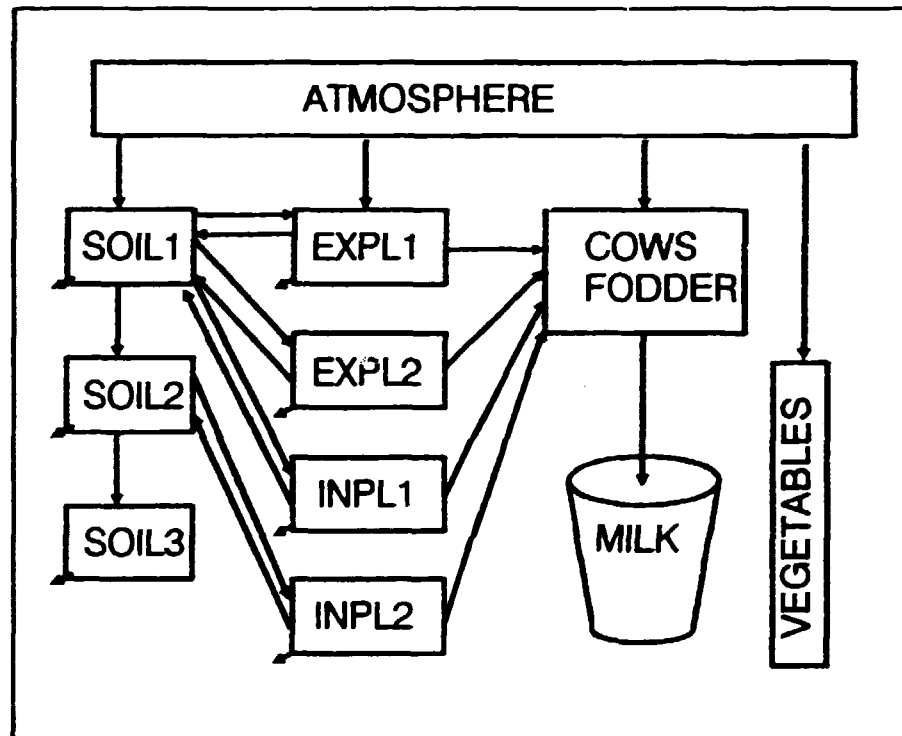 ATMOSPHERE
SOIL1
EXPL1
COWS
FODDER
SOIL2
EXPL2
SOIL3
INPL1
INPL2
MILK
VEGETABLES